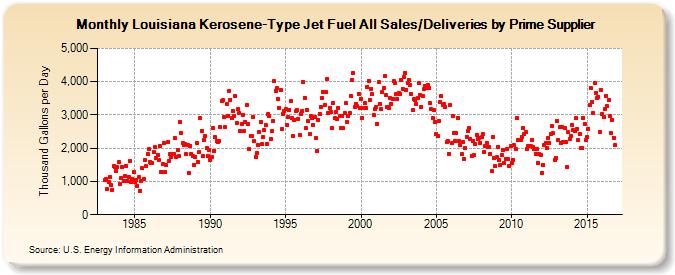 Monthly Louisiana Kerosene-Type Jet Fuel All Sales/Deliveries by Prime Supplier
Thousand Gallons per Day
5,000
4,000
3,000
2,000
1,000
0
1985 1990 1995 2000 2005 2010 2015
Source: U.S. Energy Information Administration